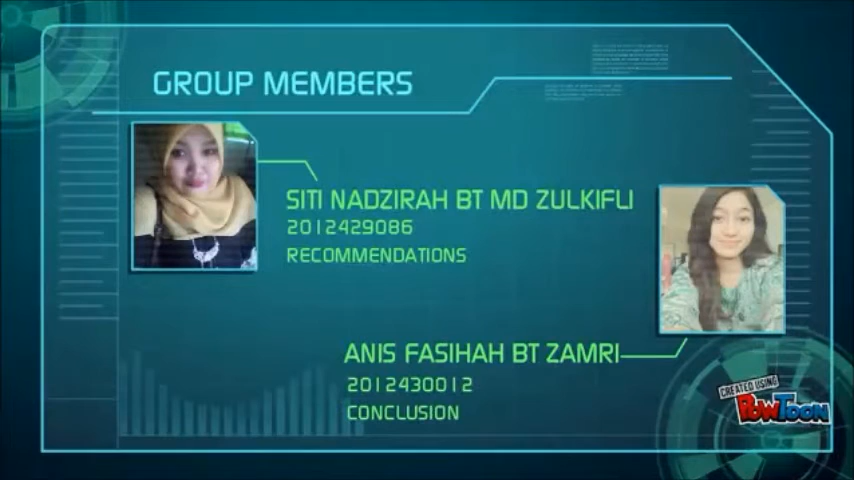 GROUP MEMBERS
SITI NADZIRAH BT MD ZULKIFLI
2012429086
RECOMMENDATIONS
ANIS FASIHAH BT ZAMRI
2012430012
CONCLUSION
CREATED USING
POWTOON